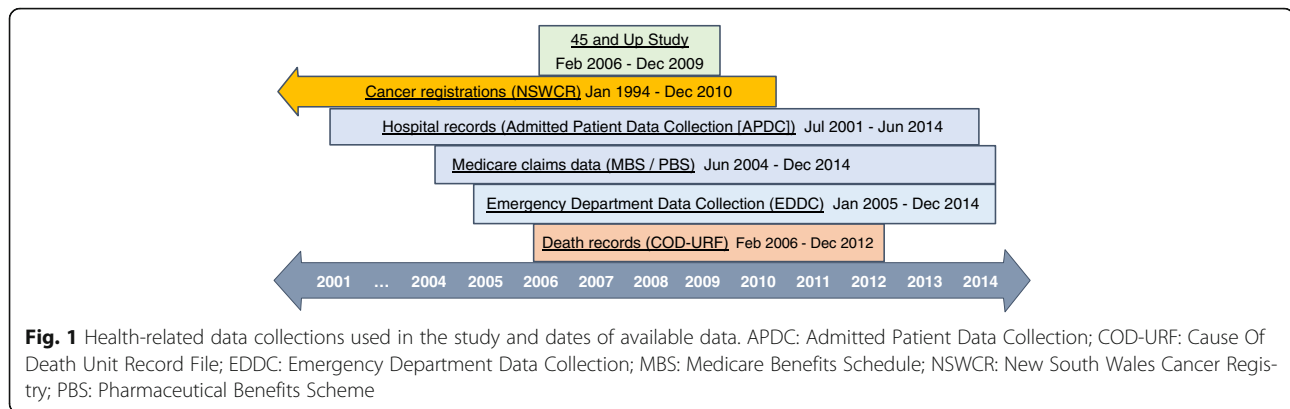 45 and Up Study
Feb 2006 - Dec 2009
Cancer registrations (NSWCR) Jan 1994 - Dec 2010
Hospital records (Admitted Patient Data Collection [APDC]) Jul 2001 - Jun 2014
Medicare claims data (MBS / PBS) Jun 2004 - Dec 2014
Emergency Department Data Collection (EDDC) Jan 2005 - Dec 2014
Death records (COD-URF) Feb 2006 - Dec 2012
2001 ... 2004 2005 2006 2007 2008 2009 2010 2011 2012 2013 2014
Fig. 1 Health-related data collections used in the study and dates of available data. APDC: Admitted Patient Data Collection; COD-URF: Cause Of
Death Unit Record File; EDDC: Emergency Department Data Collection; MBS: Medicare Benefits Schedule; NSWCR: New South Wales Cancer Regis-
try; PBS: Pharmaceutical Benefits Scheme